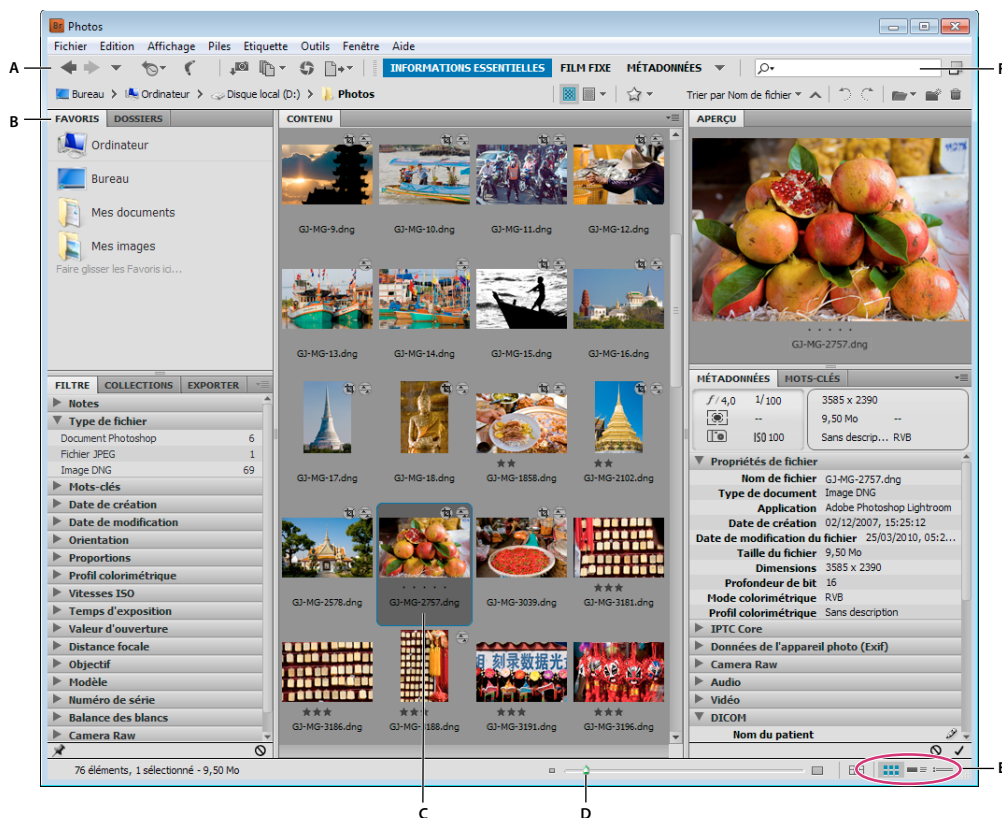 Br Photos
Fichier Edition Affichage Piles Etiquette Outils Fenêtre Aide
A
INFORMATIONS ESSENTIELLES FILM FIXE MÉTADONNÉES
Bureau Ordinateur Disque local (D:) Photos
Trier par Nom de fichier
B
FAVORIS DOSSIERS
Ordinateur
Bureau
Mes documents
Mes images
Faire glisser les Favoris ici...
FILTRE COLLECTIONS EXPORTER
Notes
Type de fichier
Document Photoshop 6
Fichier JPEG 1
Image DNG 69
Mots-clés
Date de création
Date de modification
Orientation
Proportions
Profil colorimétrique
Vitesses ISO
Temps d'exposition
Valeur d'ouverture
Distance focale
Objectif
Modèle
Numéro de série
Balance des blancs
Camera Raw
CONTENU
GJ-MG-9.dng GJ-MG-10.dng GJ-MG-11.dng GJ-MG-12.dng
GJ-MG-13.dng GJ-MG-14.dng GJ-MG-15.dng GJ-MG-16.dng
GJ-MG-17.dng GJ-MG-18.dng GJ-MG-1858.dng GJ-MG-2102.dng
GJ-MG-2578.dng GJ-MG-2757.dng GJ-MG-3039.dng GJ-MG-3181.dng
刻录数据光
GJ-MG-3186.dng GJ-MG-3188.dng GJ-MG-3191.dng GJ-MG-3196.dng
APERÇU
GJ-MG-2757.dng
MÉTADONNÉES MOTS-CLÉS
f/4,0 1/100 3585 x 2390
-- 9,50 Mo --
ISO 100 Sans descrip... RVB
Propriétés de fichier
Nom de fichier GJ-MG-2757.dng
Type de document Image DNG
Application Adobe Photoshop Lightroom
Date de création 02/12/2007, 15:25:12
Date de modification du fichier 25/03/2010, 05:2...
Taille du fichier 9,50 Mo
Dimensions 3585 x 2390
Profondeur de bit 16
Mode colorimétrique RVB
Profil colorimétrique Sans description
IPTC Core
Données de l'appareil photo (Exif)
Camera Raw
Audio
Vidéo
DICOM
Nom du patient
76 éléments, 1 sélectionné - 9,50 Mo
C
D